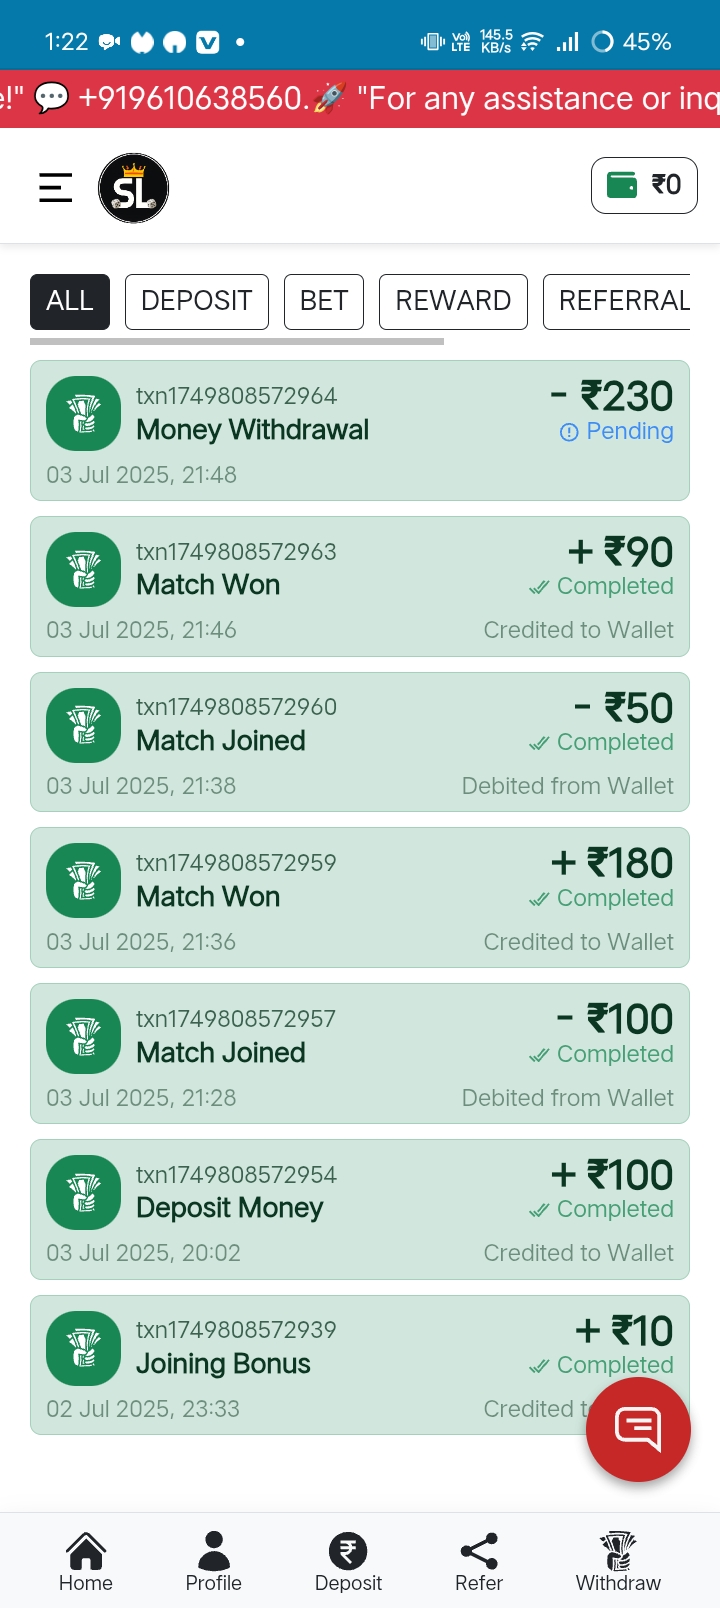 1:22 Vo) LTE 145.5 KB/s 45%
e!" 💬 +919610638560.🚀 "For any assistance or inq
SL ₹0
ALL DEPOSIT BET REWARD REFERRAL
txn1749808572964 - ₹230
Money Withdrawal Pending
03 Jul 2025, 21:48
txn1749808572963 + ₹90
Match Won Completed
03 Jul 2025, 21:46 Credited to Wallet
txn1749808572960 - ₹50
Match Joined Completed
03 Jul 2025, 21:38 Debited from Wallet
txn1749808572959 + ₹180
Match Won Completed
03 Jul 2025, 21:36 Credited to Wallet
txn1749808572957 - ₹100
Match Joined Completed
03 Jul 2025, 21:28 Debited from Wallet
txn1749808572954 + ₹100
Deposit Money Completed
03 Jul 2025, 20:02 Credited to Wallet
txn1749808572939 + ₹10
Joining Bonus Completed
02 Jul 2025, 23:33 Credited
Home Profile Deposit Refer Withdraw